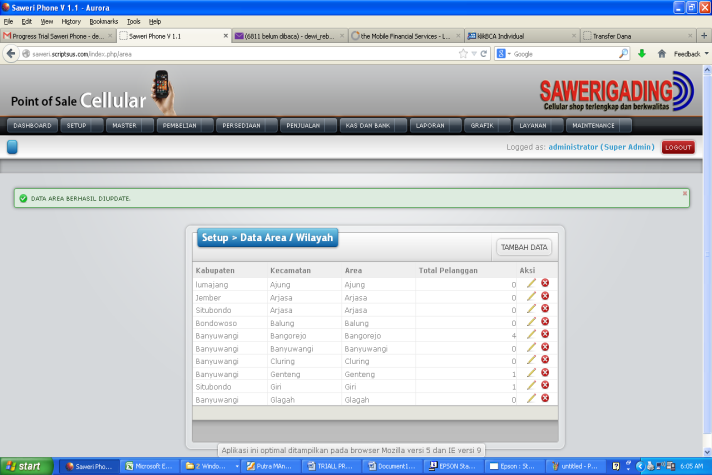 Saweri Phone V 1.1 - Aurora
File Edit View History Bookmarks Tools Help
Progress Trial Saweri Phone - de... Saweri Phone V 1.1 (6811 belum dibaca) - dewi_reb... the Mobile Financial Services - L... KlikBCA Individual Transfer Dana
saweri.scriptsus.com/index.php/area Google Feedback
Point of Sale Cellular
SAWERIGADING
Cellular shop terlengkap dan berkwalitas
DASHBOARD SETUP MASTER PEMBELIAN PERSEDIAAN PENJUALAN KAS DAN BANK LAPORAN GRAFIK LAYANAN MAINTENANCE
Logged as: administrator (Super Admin) LOGOUT
DATA AREA BERHASIL DIUPDATE.
Setup > Data Area / Wilayah
TAMBAH DATA
Kabupaten Kecamatan Area Total Pelanggan Aksi
lumajang Ajung Ajung 0
Jember Arjasa Arjasa 0
Situbondo Arjasa Arjasa 0
Bondowoso Balung Balung 0
Banyuwangi Bangorejo Bangorejo 4
Banyuwangi Banyuwangi Banyuwangi 0
Banyuwangi Cluring Cluring 0
Banyuwangi Genteng Genteng 1
Situbondo Giri Giri 1
Banyuwangi Glagah Glagah 0
Aplikasi ini optimal ditampilkan pada browser Mozilla versi 5 dan IE versi 9
start Saweri Pho... Microsoft E... 2 Windo... Putra MAn... TRIALL PR... Document1... EPSON Sta... Epson : St... untitled - P... 6:05 AM